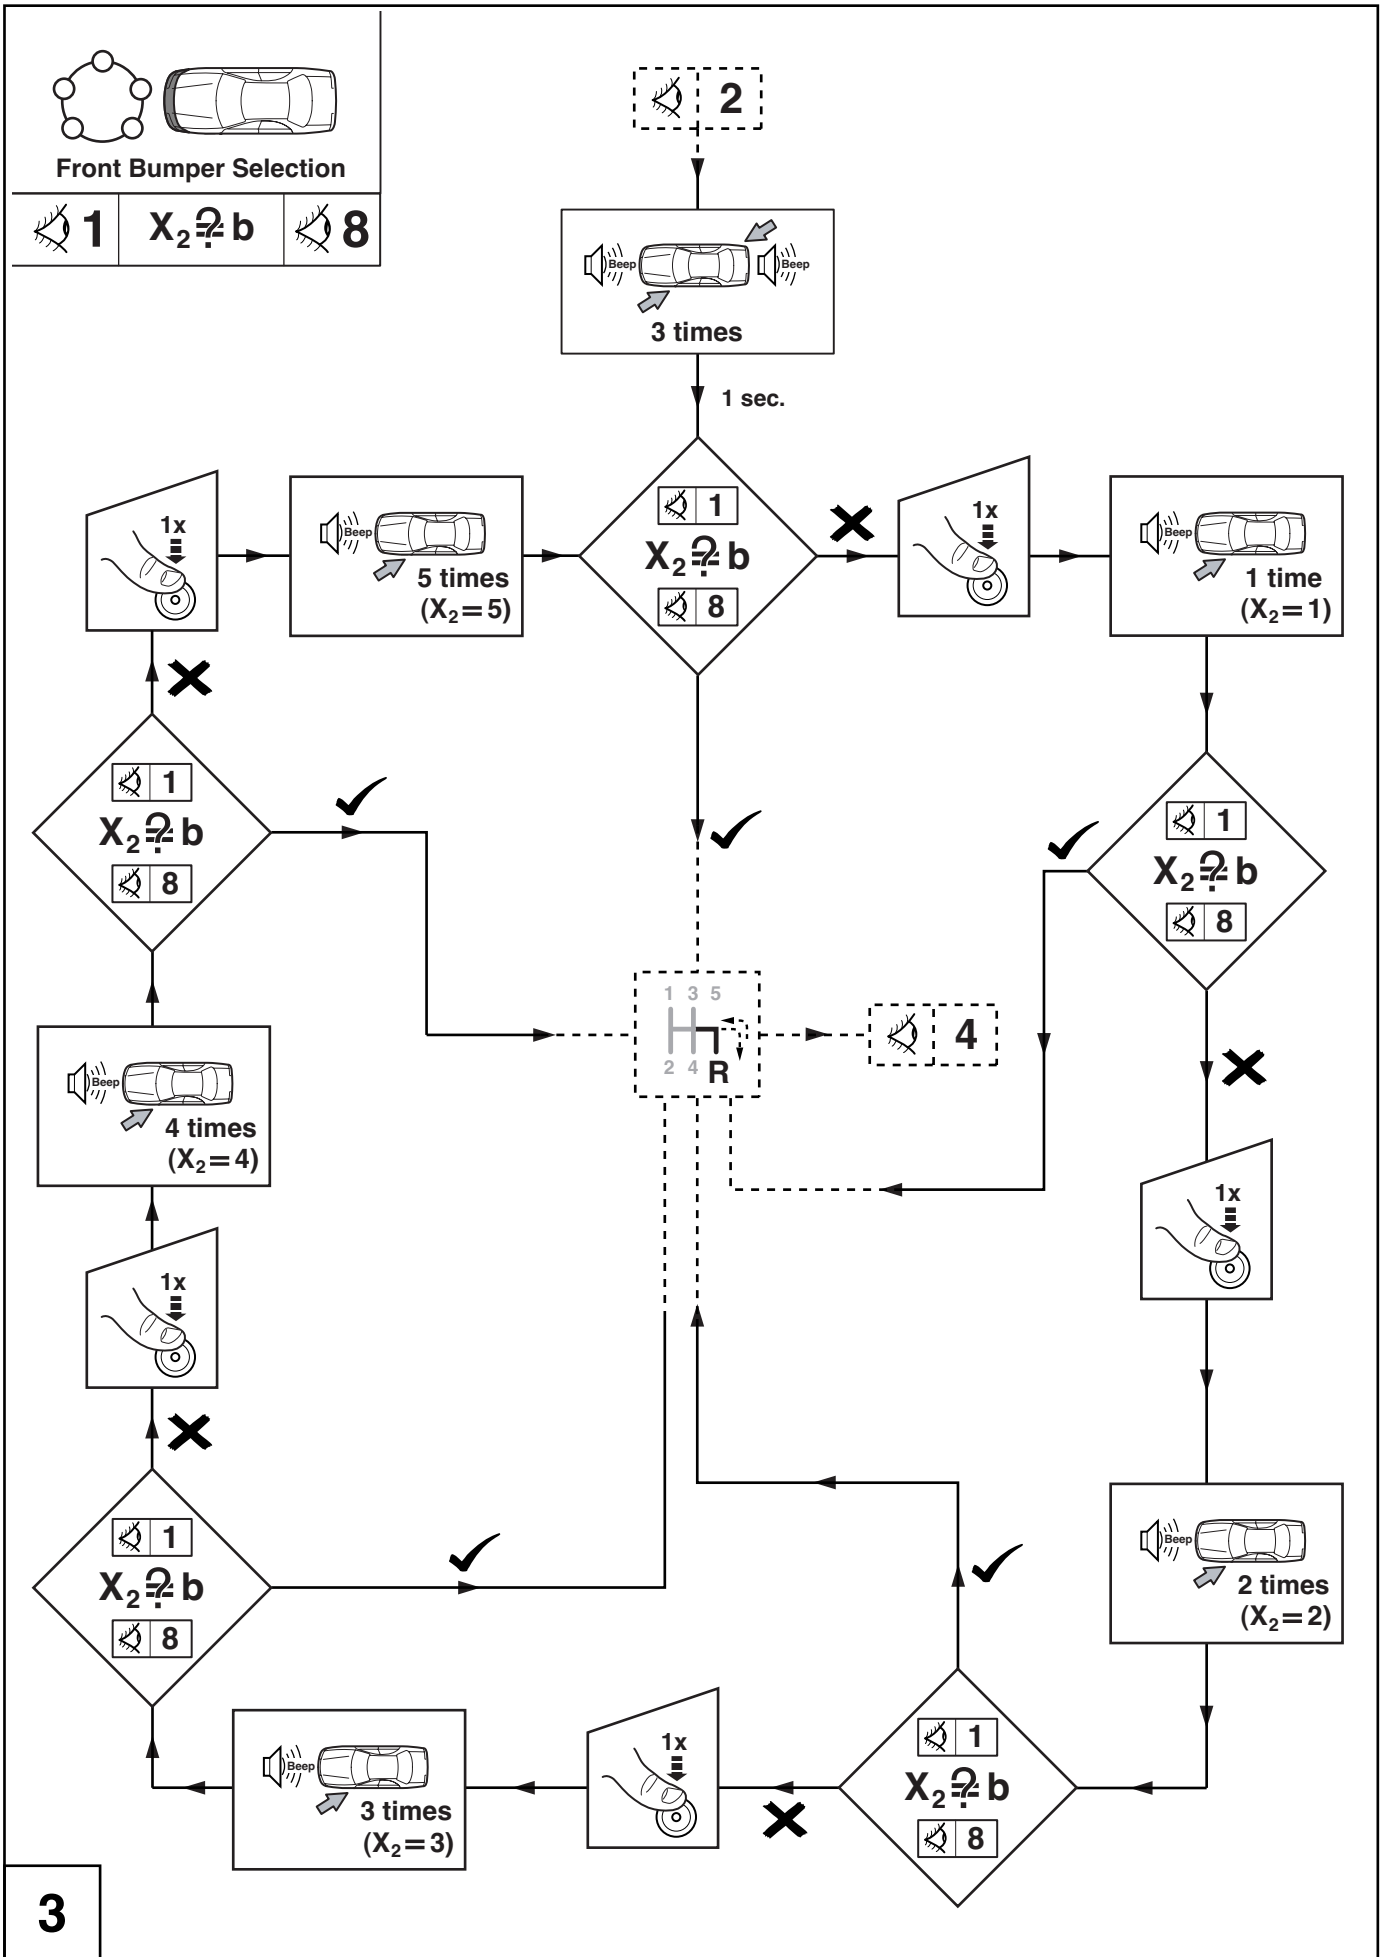 2
Front Bumper Selection
1 X₂ ≟ b 8
Beep Beep
3 times
1 sec.
1x
Beep
5 times
(X₂=5)
1
X₂ ≟ b
8
1x
Beep
1 time
(X₂=1)
1
X₂ ≟ b
8
1
X₂ ≟ b
8
1 3 5
2 4 R
4
Beep
4 times
(X₂=4)
1x
1x
1
X₂ ≟ b
8
Beep
2 times
(X₂=2)
1
X₂ ≟ b
8
1x
Beep
3 times
(X₂=3)
3